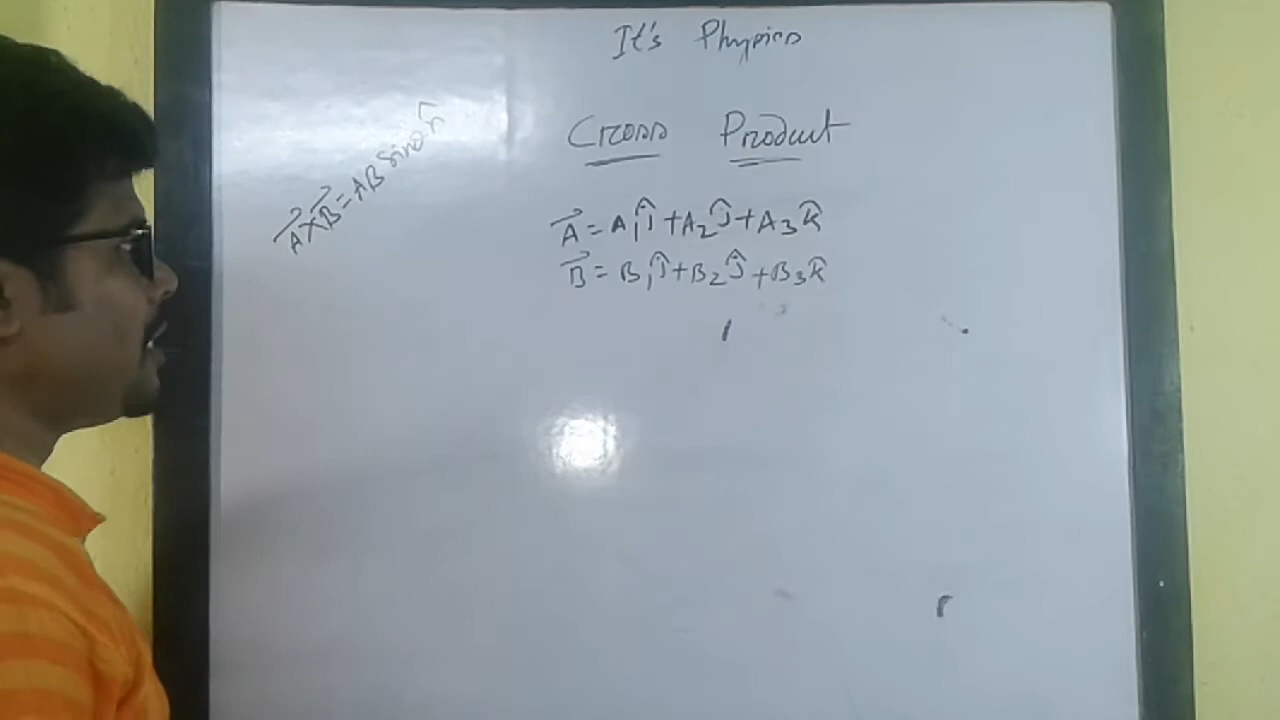 It's Physics
Cross Product
A⃗×B⃗=AB sinθ n̂
A⃗=A₁î+A₂ĵ+A₃k̂
B⃗=B₁î+B₂ĵ+B₃k̂